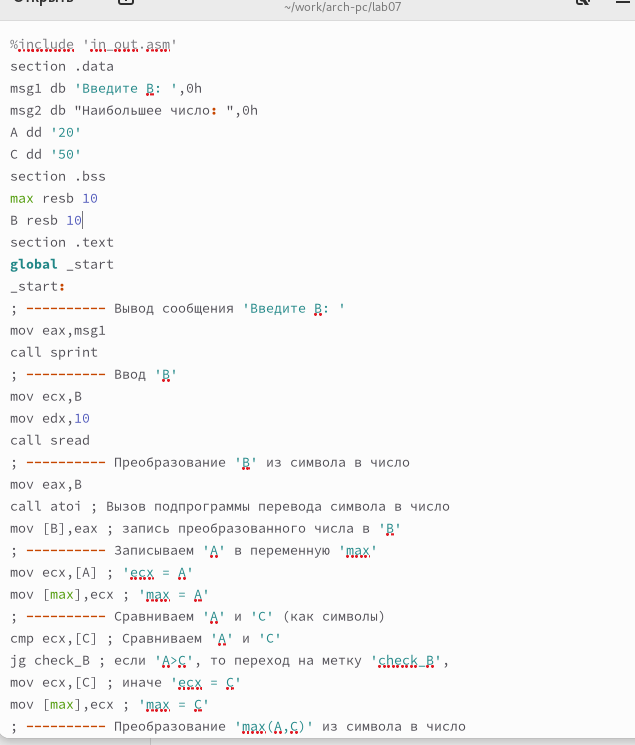 Открыть
~/work/arch-pc/lab07
%include 'in_out.asm'
section .data
msg1 db 'Введите B: ',0h
msg2 db "Наибольшее число: ",0h
A dd '20'
C dd '50'
section .bss
max resb 10
B resb 10
section .text
global _start
_start:
; ---------- Вывод сообщения 'Введите B: '
mov eax,msg1
call sprint
; ---------- Ввод 'B'
mov ecx,B
mov edx,10
call sread
; ---------- Преобразование 'B' из символа в число
mov eax,B
call atoi ; Вызов подпрограммы перевода символа в число
mov [B],eax ; запись преобразованного числа в 'B'
; ---------- Записываем 'A' в переменную 'max'
mov ecx,[A] ; 'ecx = A'
mov [max],ecx ; 'max = A'
; ---------- Сравниваем 'A' и 'C' (как символы)
cmp ecx,[C] ; Сравниваем 'A' и 'C'
jg check_B ; если 'A>C', то переход на метку 'check_B',
mov ecx,[C] ; иначе 'ecx = C'
mov [max],ecx ; 'max = C'
; ---------- Преобразование 'max(A,C)' из символа в число